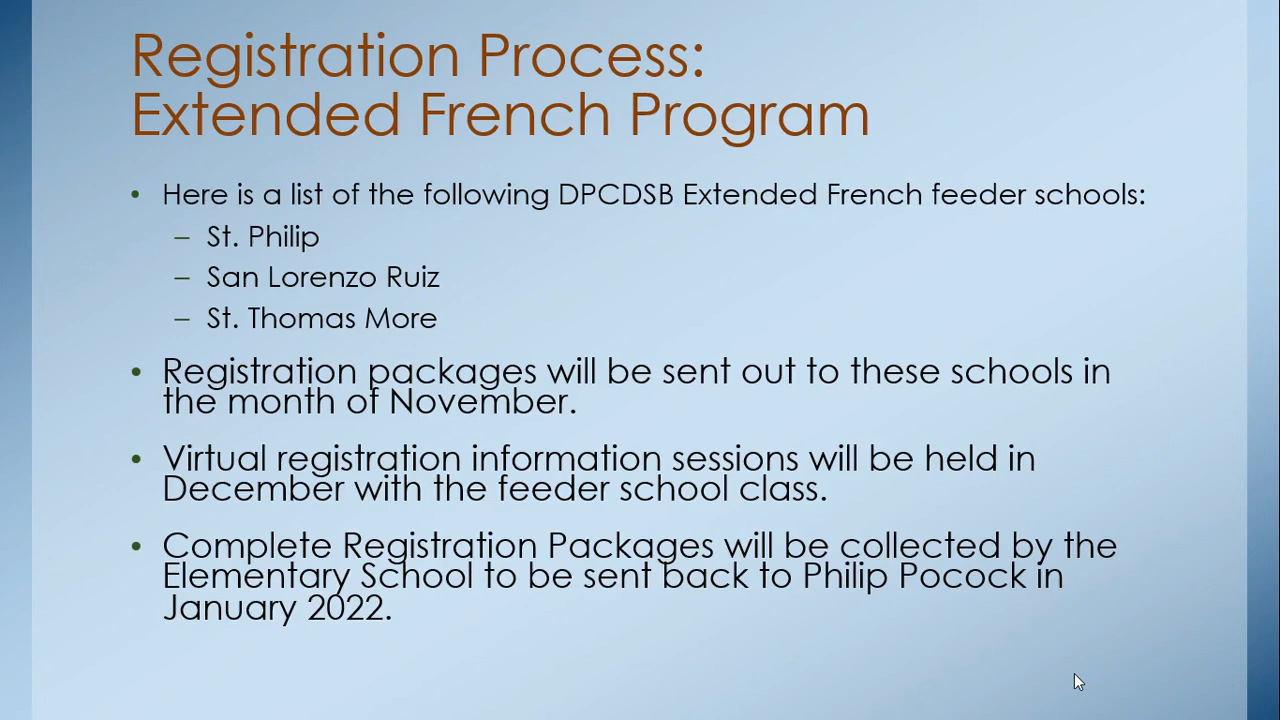 Registration Process:
Extended French Program
• Here is a list of the following DPCDSB Extended French feeder schools:
– St. Philip
– San Lorenzo Ruiz
– St. Thomas More
• Registration packages will be sent out to these schools in
the month of November.
• Virtual registration information sessions will be held in
December with the feeder school class.
• Complete Registration Packages will be collected by the
Elementary School to be sent back to Philip Pocock in
January 2022.